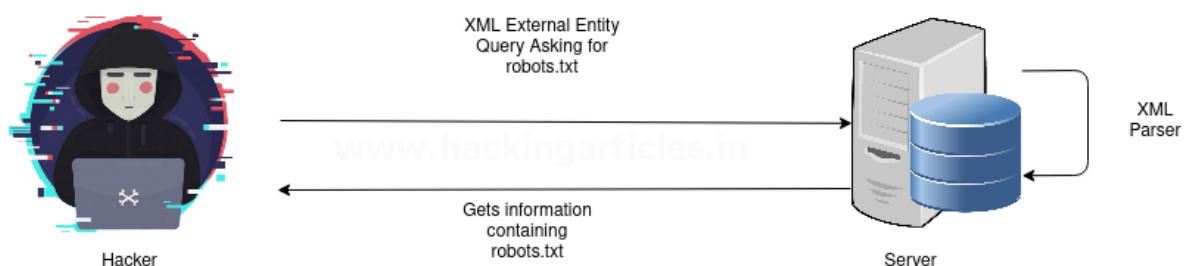 XML External Entity
Query Asking for
robots.txt
XML
Parser
www.hackingarticles.in
Gets information
containing
robots.txt
Hacker
Server